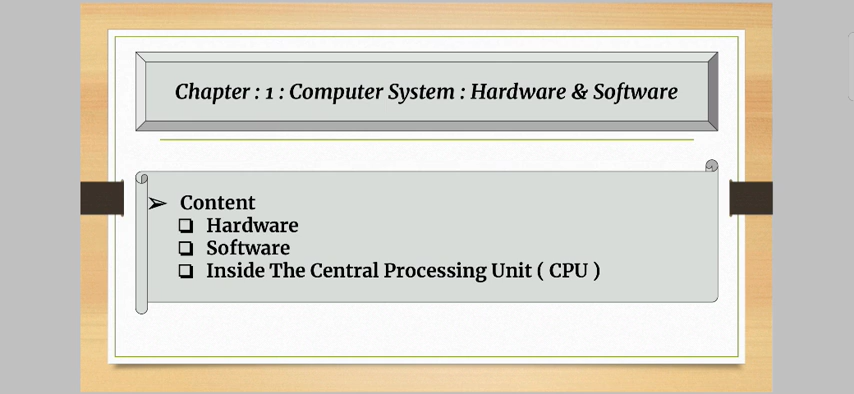 Chapter : 1 : Computer System : Hardware & Software
➢ Content
❑ Hardware
❑ Software
❑ Inside The Central Processing Unit ( CPU )